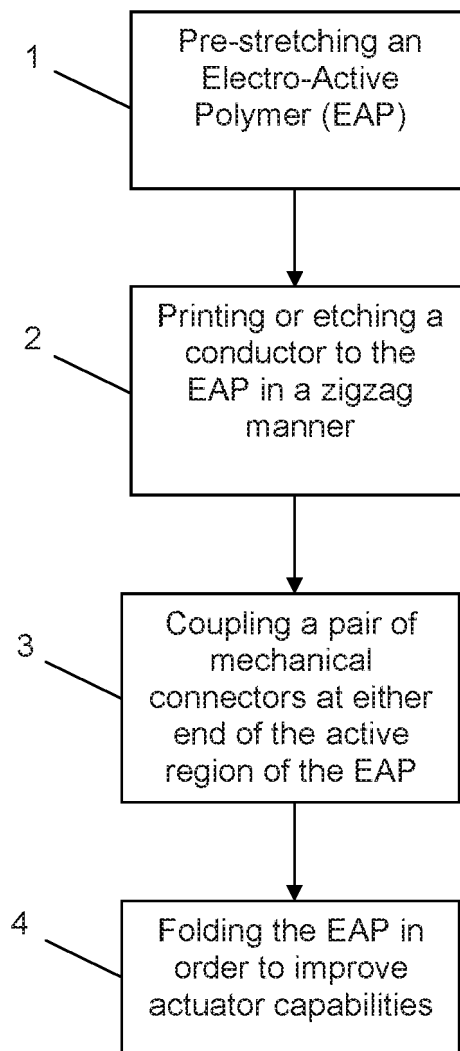 1
Pre-stretching an
Electro-Active
Polymer (EAP)
2
Printing or etching a
conductor to the
EAP in a zigzag
manner
3
Coupling a pair of
mechanical
connectors at either
end of the active
region of the EAP
4
Folding the EAP in
order to improve
actuator capabilities